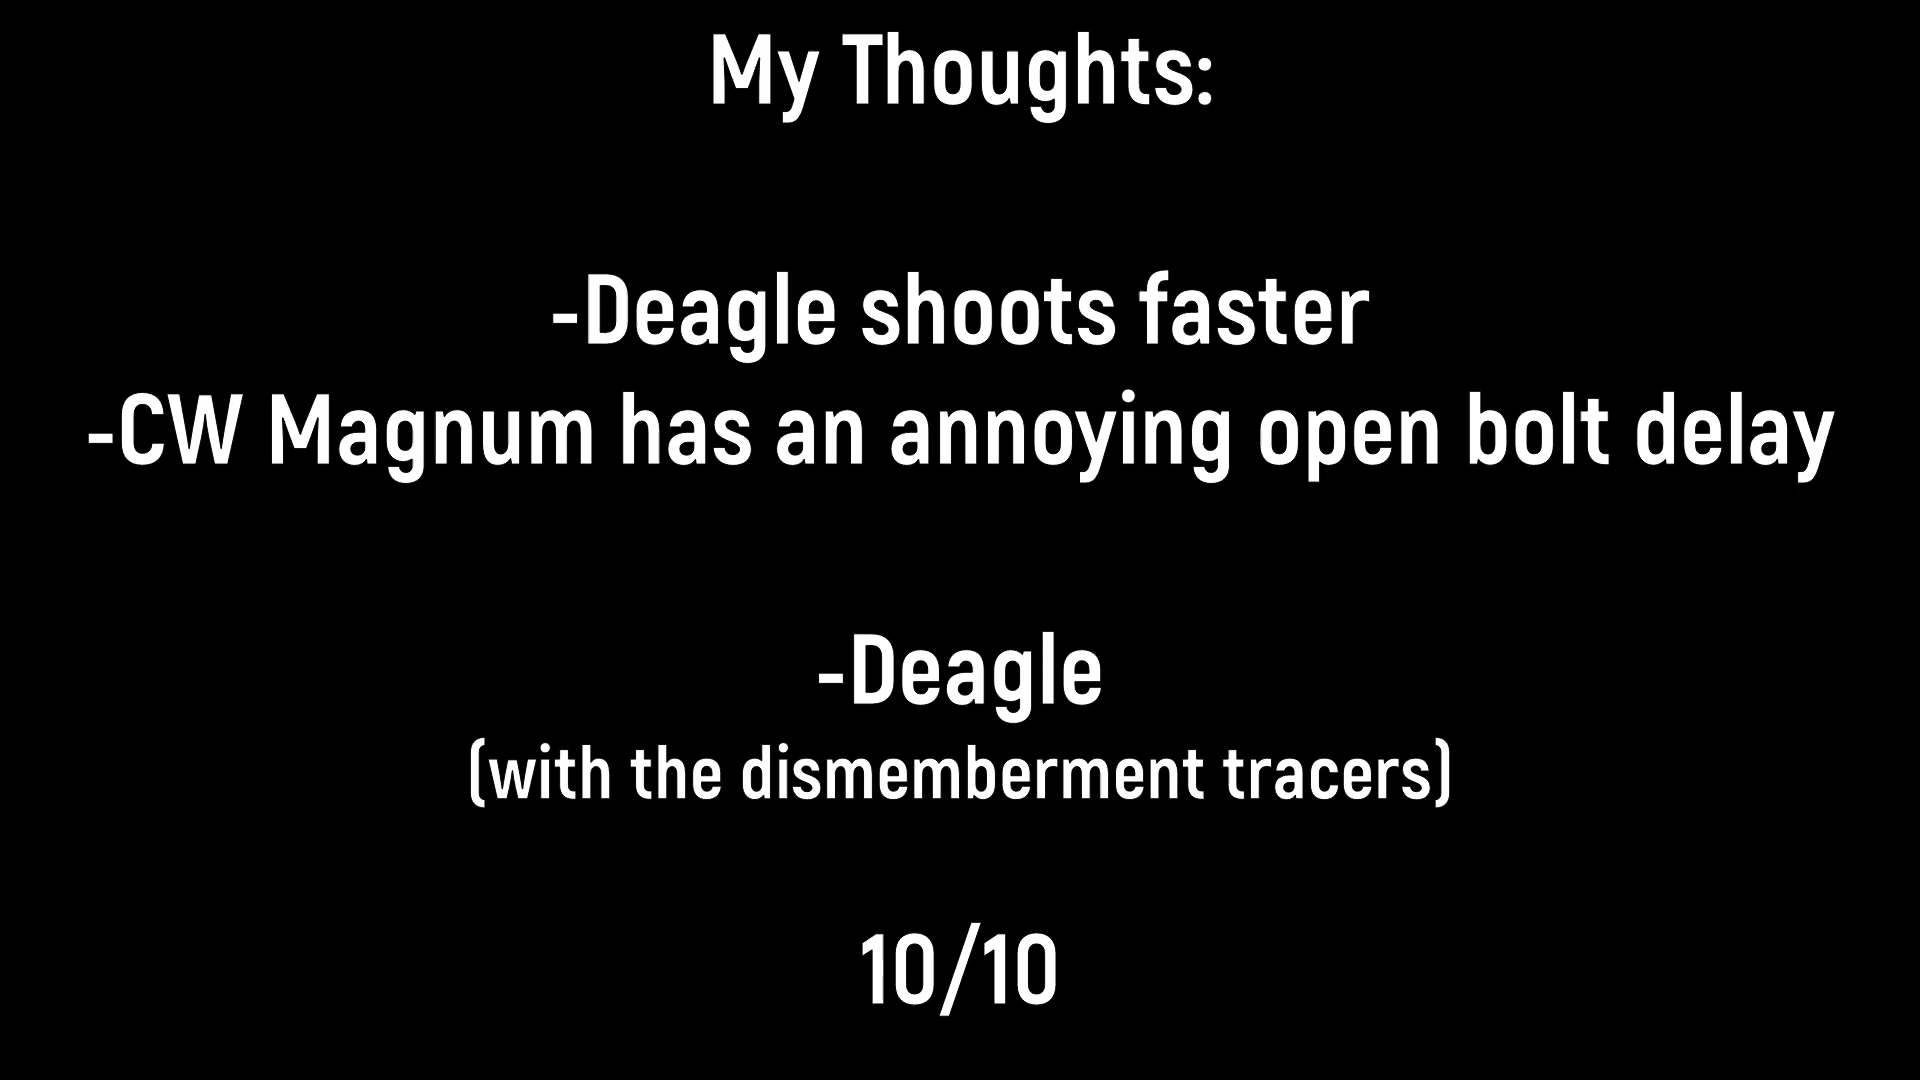 My Thoughts:
-Deagle shoots faster
-CW Magnum has an annoying open bolt delay
-Deagle
(with the dismemberment tracers)
10/10